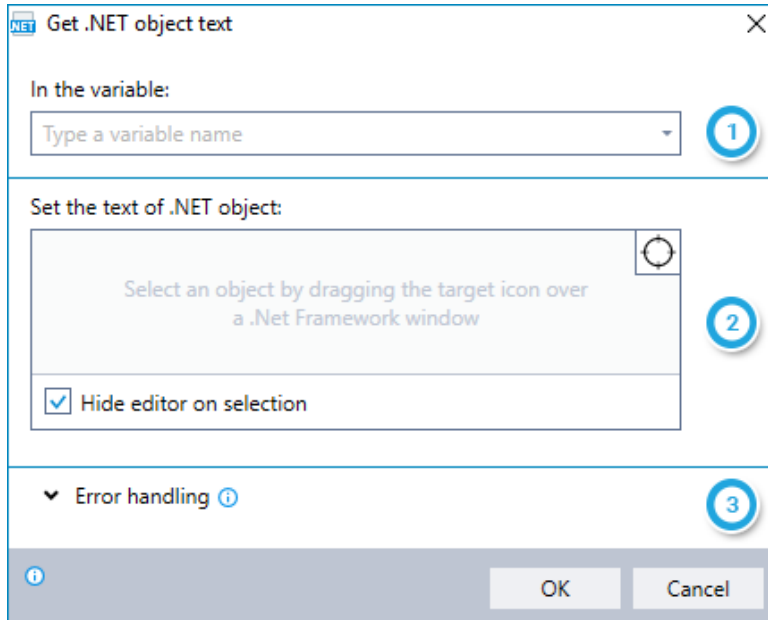 NET Get .NET object text
In the variable:
Type a variable name
1
Set the text of .NET object:
Select an object by dragging the target icon over
a .Net Framework window
2
Hide editor on selection
Error handling
3
OK Cancel